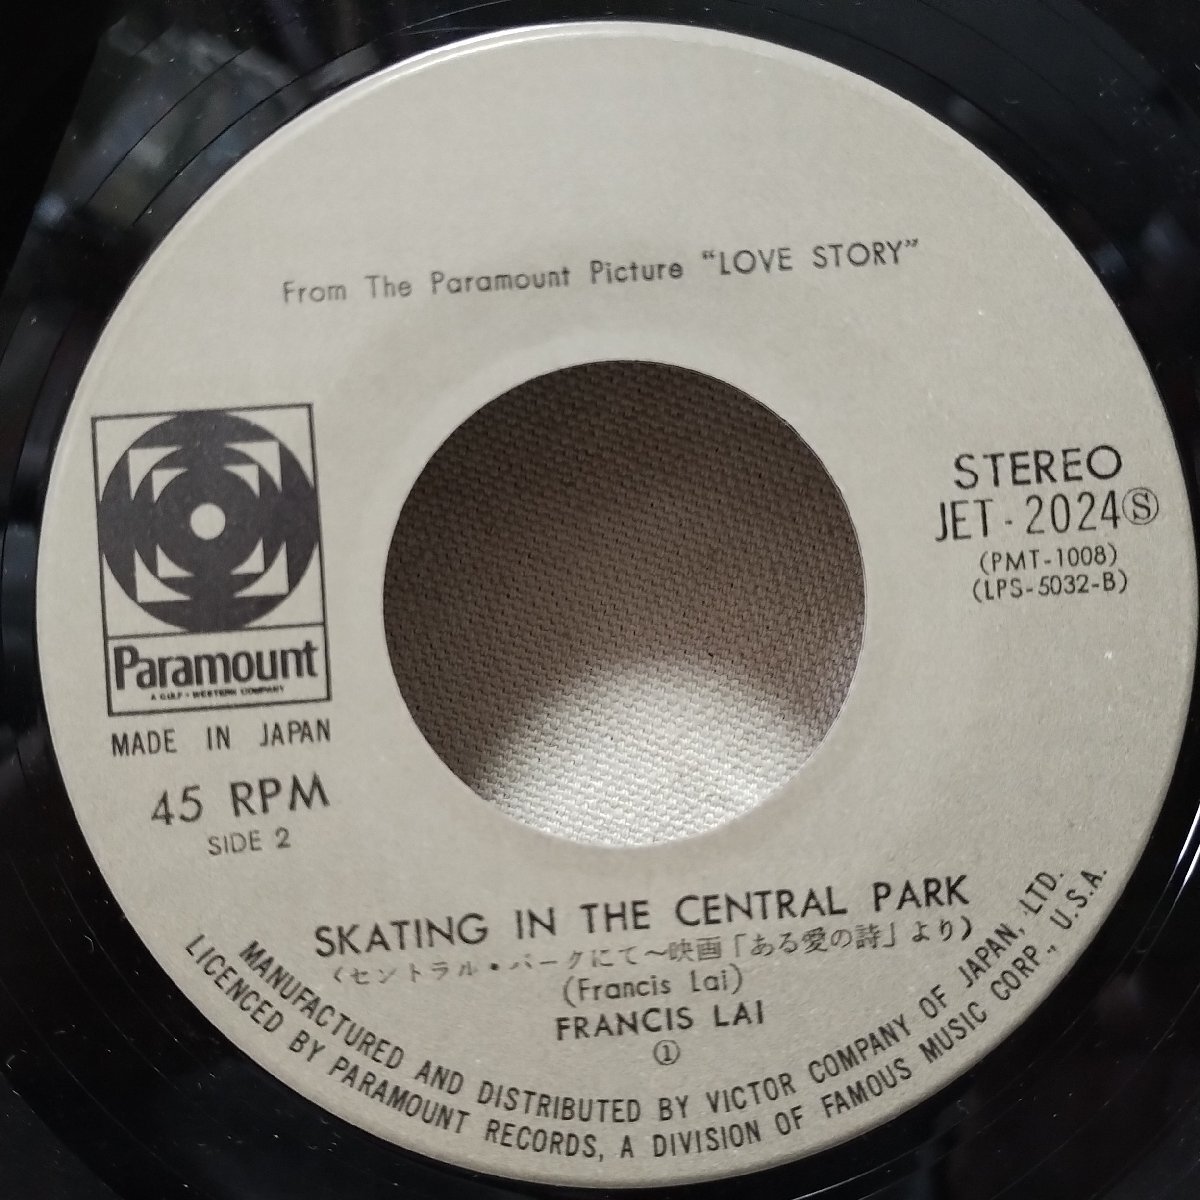 From The Paramount Picture “LOVE STORY”
STEREO
JET-2024Ⓢ
(PMT-1008)
(LPS-5032-B)
Paramount
A GULF+WESTERN COMPANY
MADE IN JAPAN
45 RPM
SIDE 2
SKATING IN THE CENTRAL PARK
(セントラル・パークにて〜映画「ある愛の詩」より)
(Francis Lai)
FRANCIS LAI
①
MANUFACTURED AND DISTRIBUTED BY VICTOR COMPANY OF JAPAN, LTD.
LICENCED BY PARAMOUNT RECORDS, A DIVISION OF FAMOUS MUSIC CORP., U.S.A.